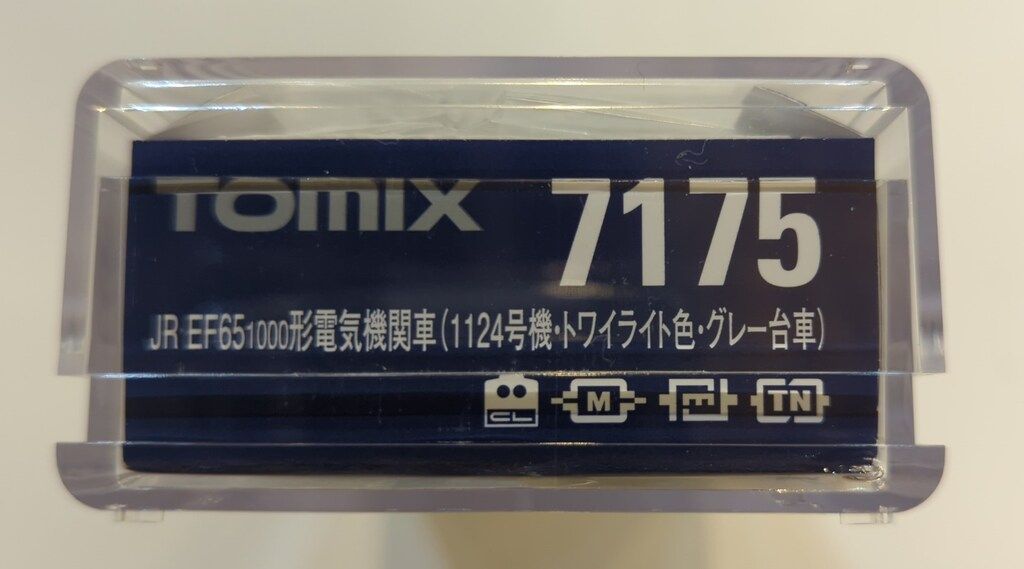 TOMIX 7175
JR EF651000形電気機関車(1124号機・トワイライト色・グレー台車)
CL M E TN